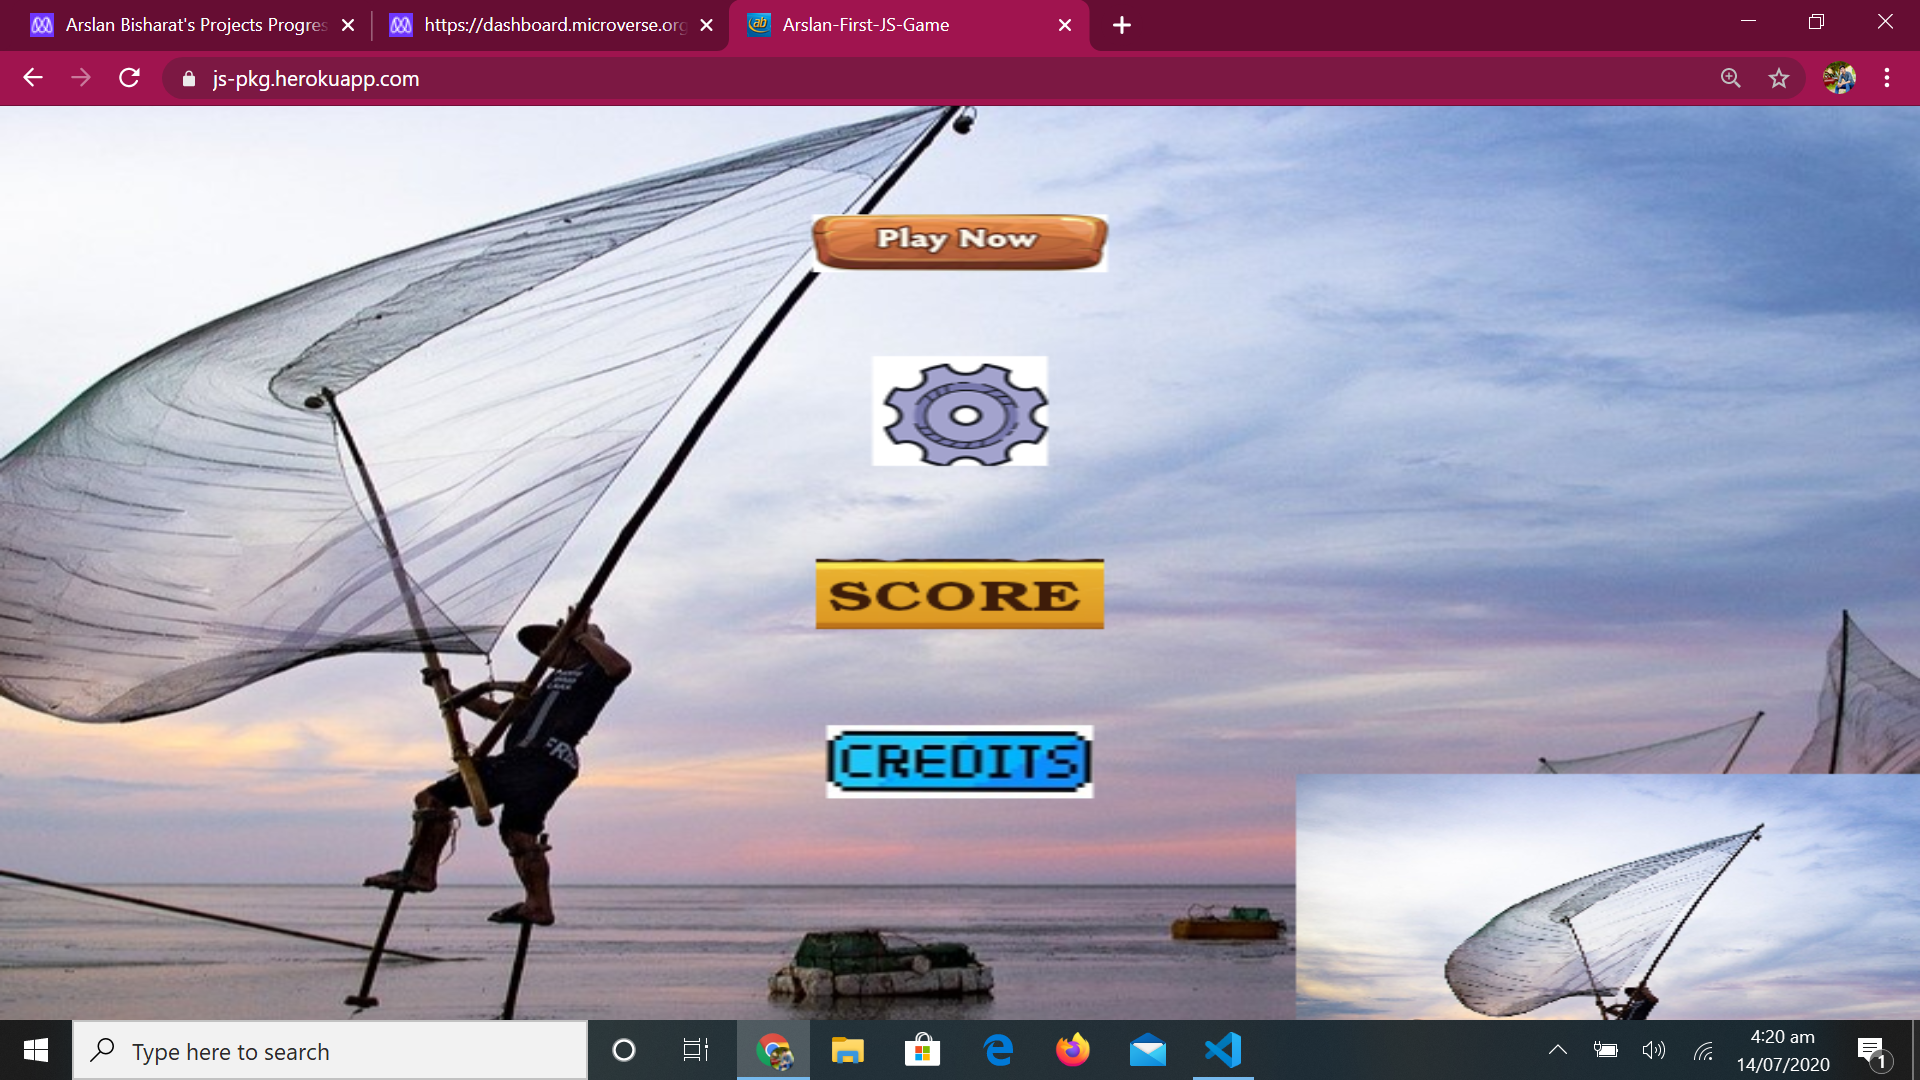 Arslan Bisharat's Projects Progres
https://dashboard.microverse.org
Arslan-First-JS-Game
js-pkg.herokuapp.com
Play Now
SCORE
CREDITS
Type here to search
4:20 am
14/07/2020
1